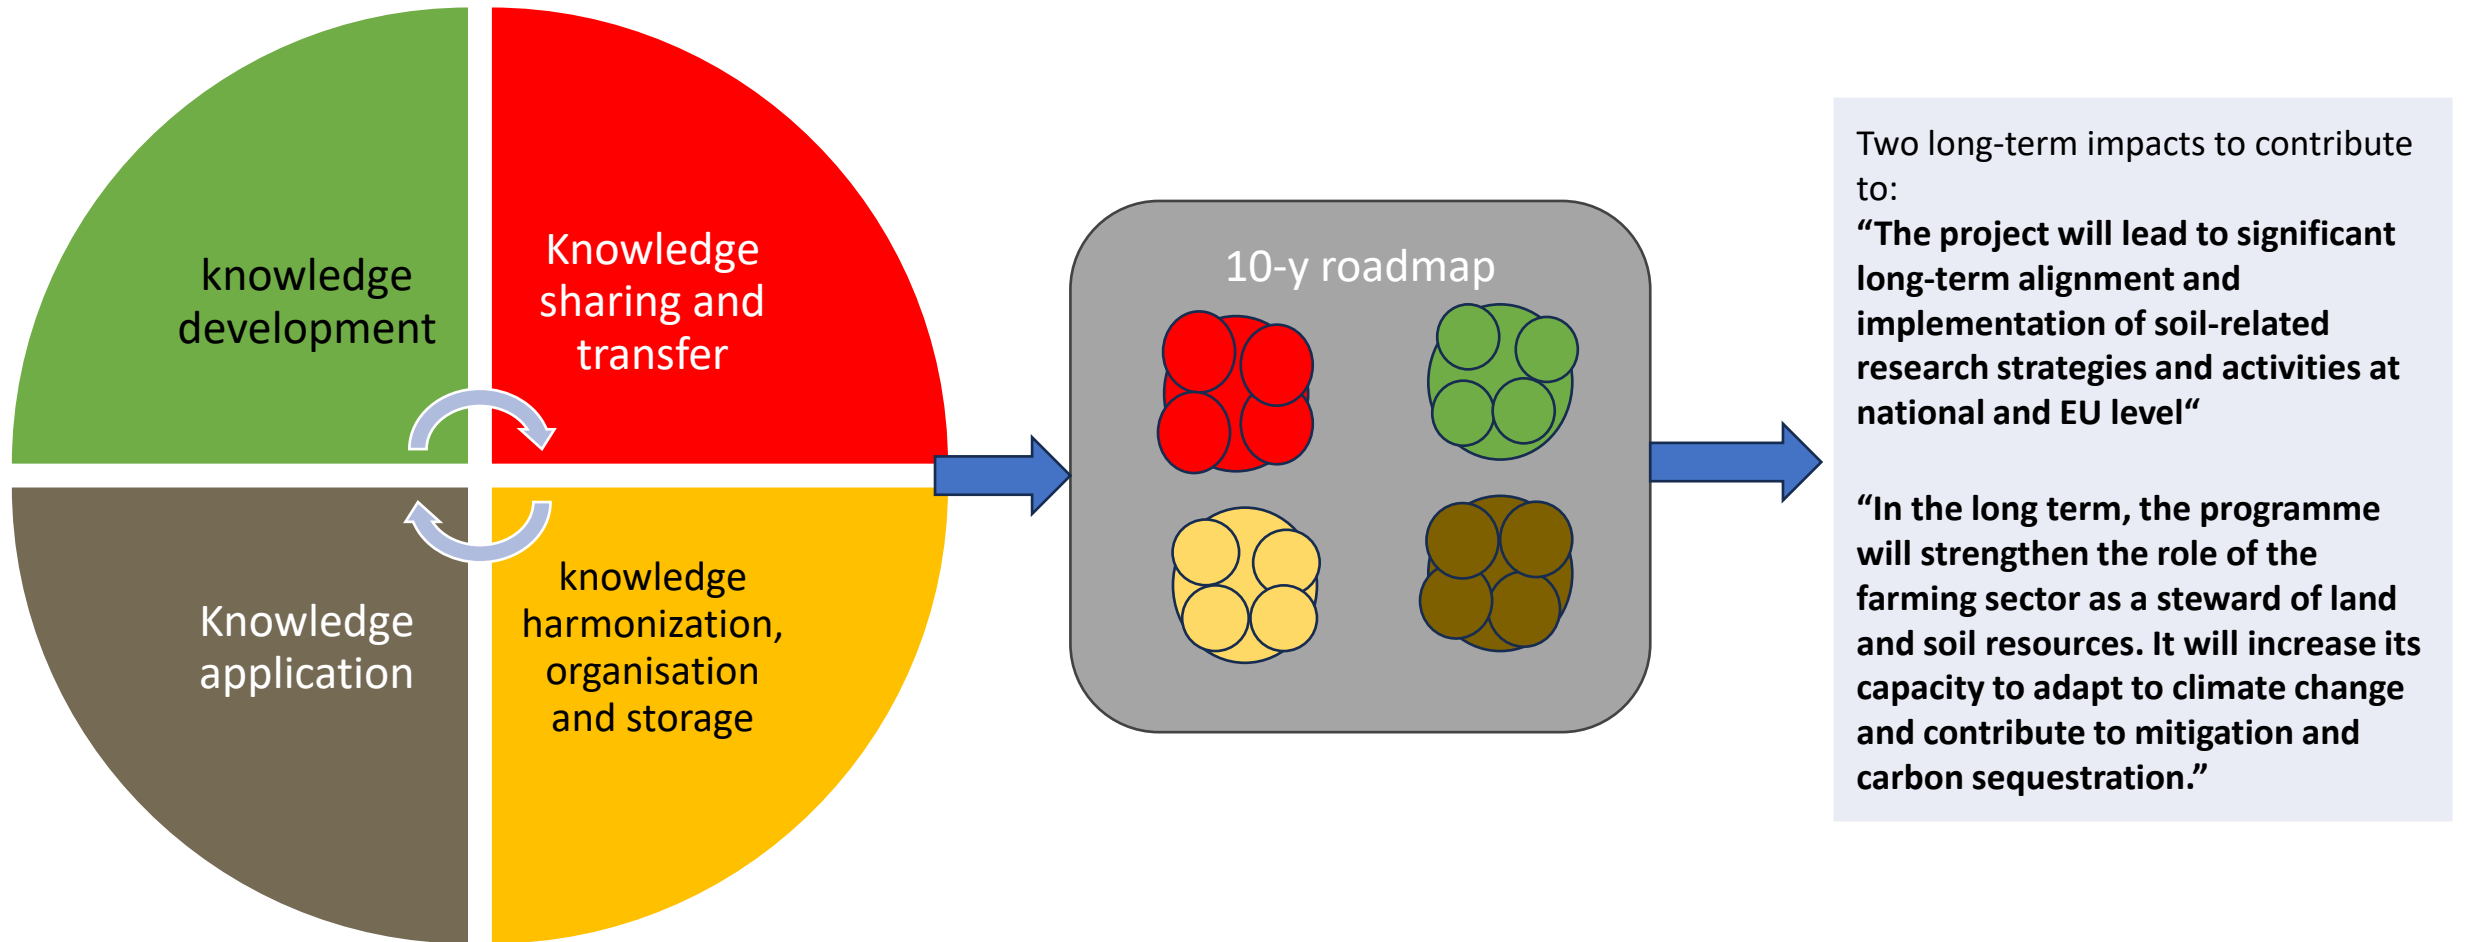 knowledge
development
Knowledge
sharing and
transfer
Knowledge
application
knowledge
harmonization,
organisation
and storage
10-y roadmap
Two long-term impacts to contribute
to:
“The project will lead to significant
long-term alignment and
implementation of soil-related
research strategies and activities at
national and EU level“
“In the long term, the programme
will strengthen the role of the
farming sector as a steward of land
and soil resources. It will increase its
capacity to adapt to climate change
and contribute to mitigation and
carbon sequestration.”